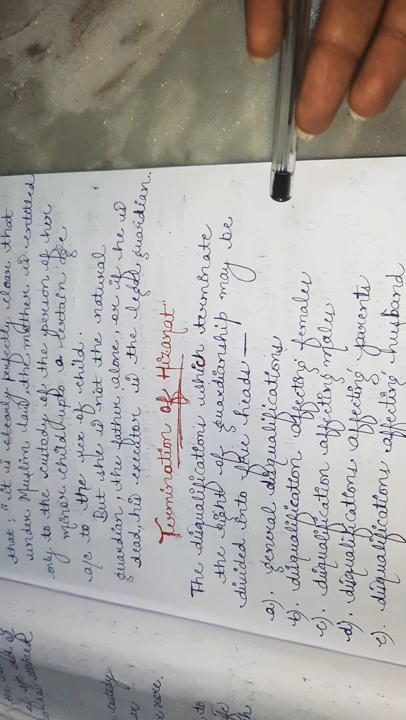 that: "it is clearly perfectly clear that
under Muslim law, the mother is entitled
only to the custody of the person of her
minor child upto a certain age
a/c to the sex of child.
But she is not the natural
guardian, the father alone, or if he is
dead, his executor is the legal guardian.
Termination of Hizanat
The disqualifications which terminate
the right of guardianship may be
divided into five heads —
a). general disqualifications
b). disqualification affecting females
c). disqualification affecting males
d). disqualifications affecting parents
e). disqualifications affecting husband